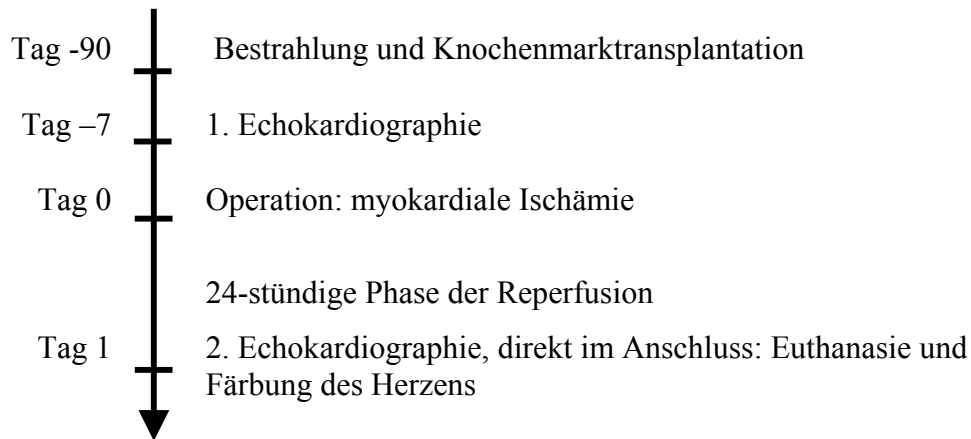 Tag -90 Bestrahlung und Knochenmarktransplantation
Tag –7 1. Echokardiographie
Tag 0 Operation: myokardiale Ischämie
24-stündige Phase der Reperfusion
Tag 1 2. Echokardiographie, direkt im Anschluss: Euthanasie und
Färbung des Herzens